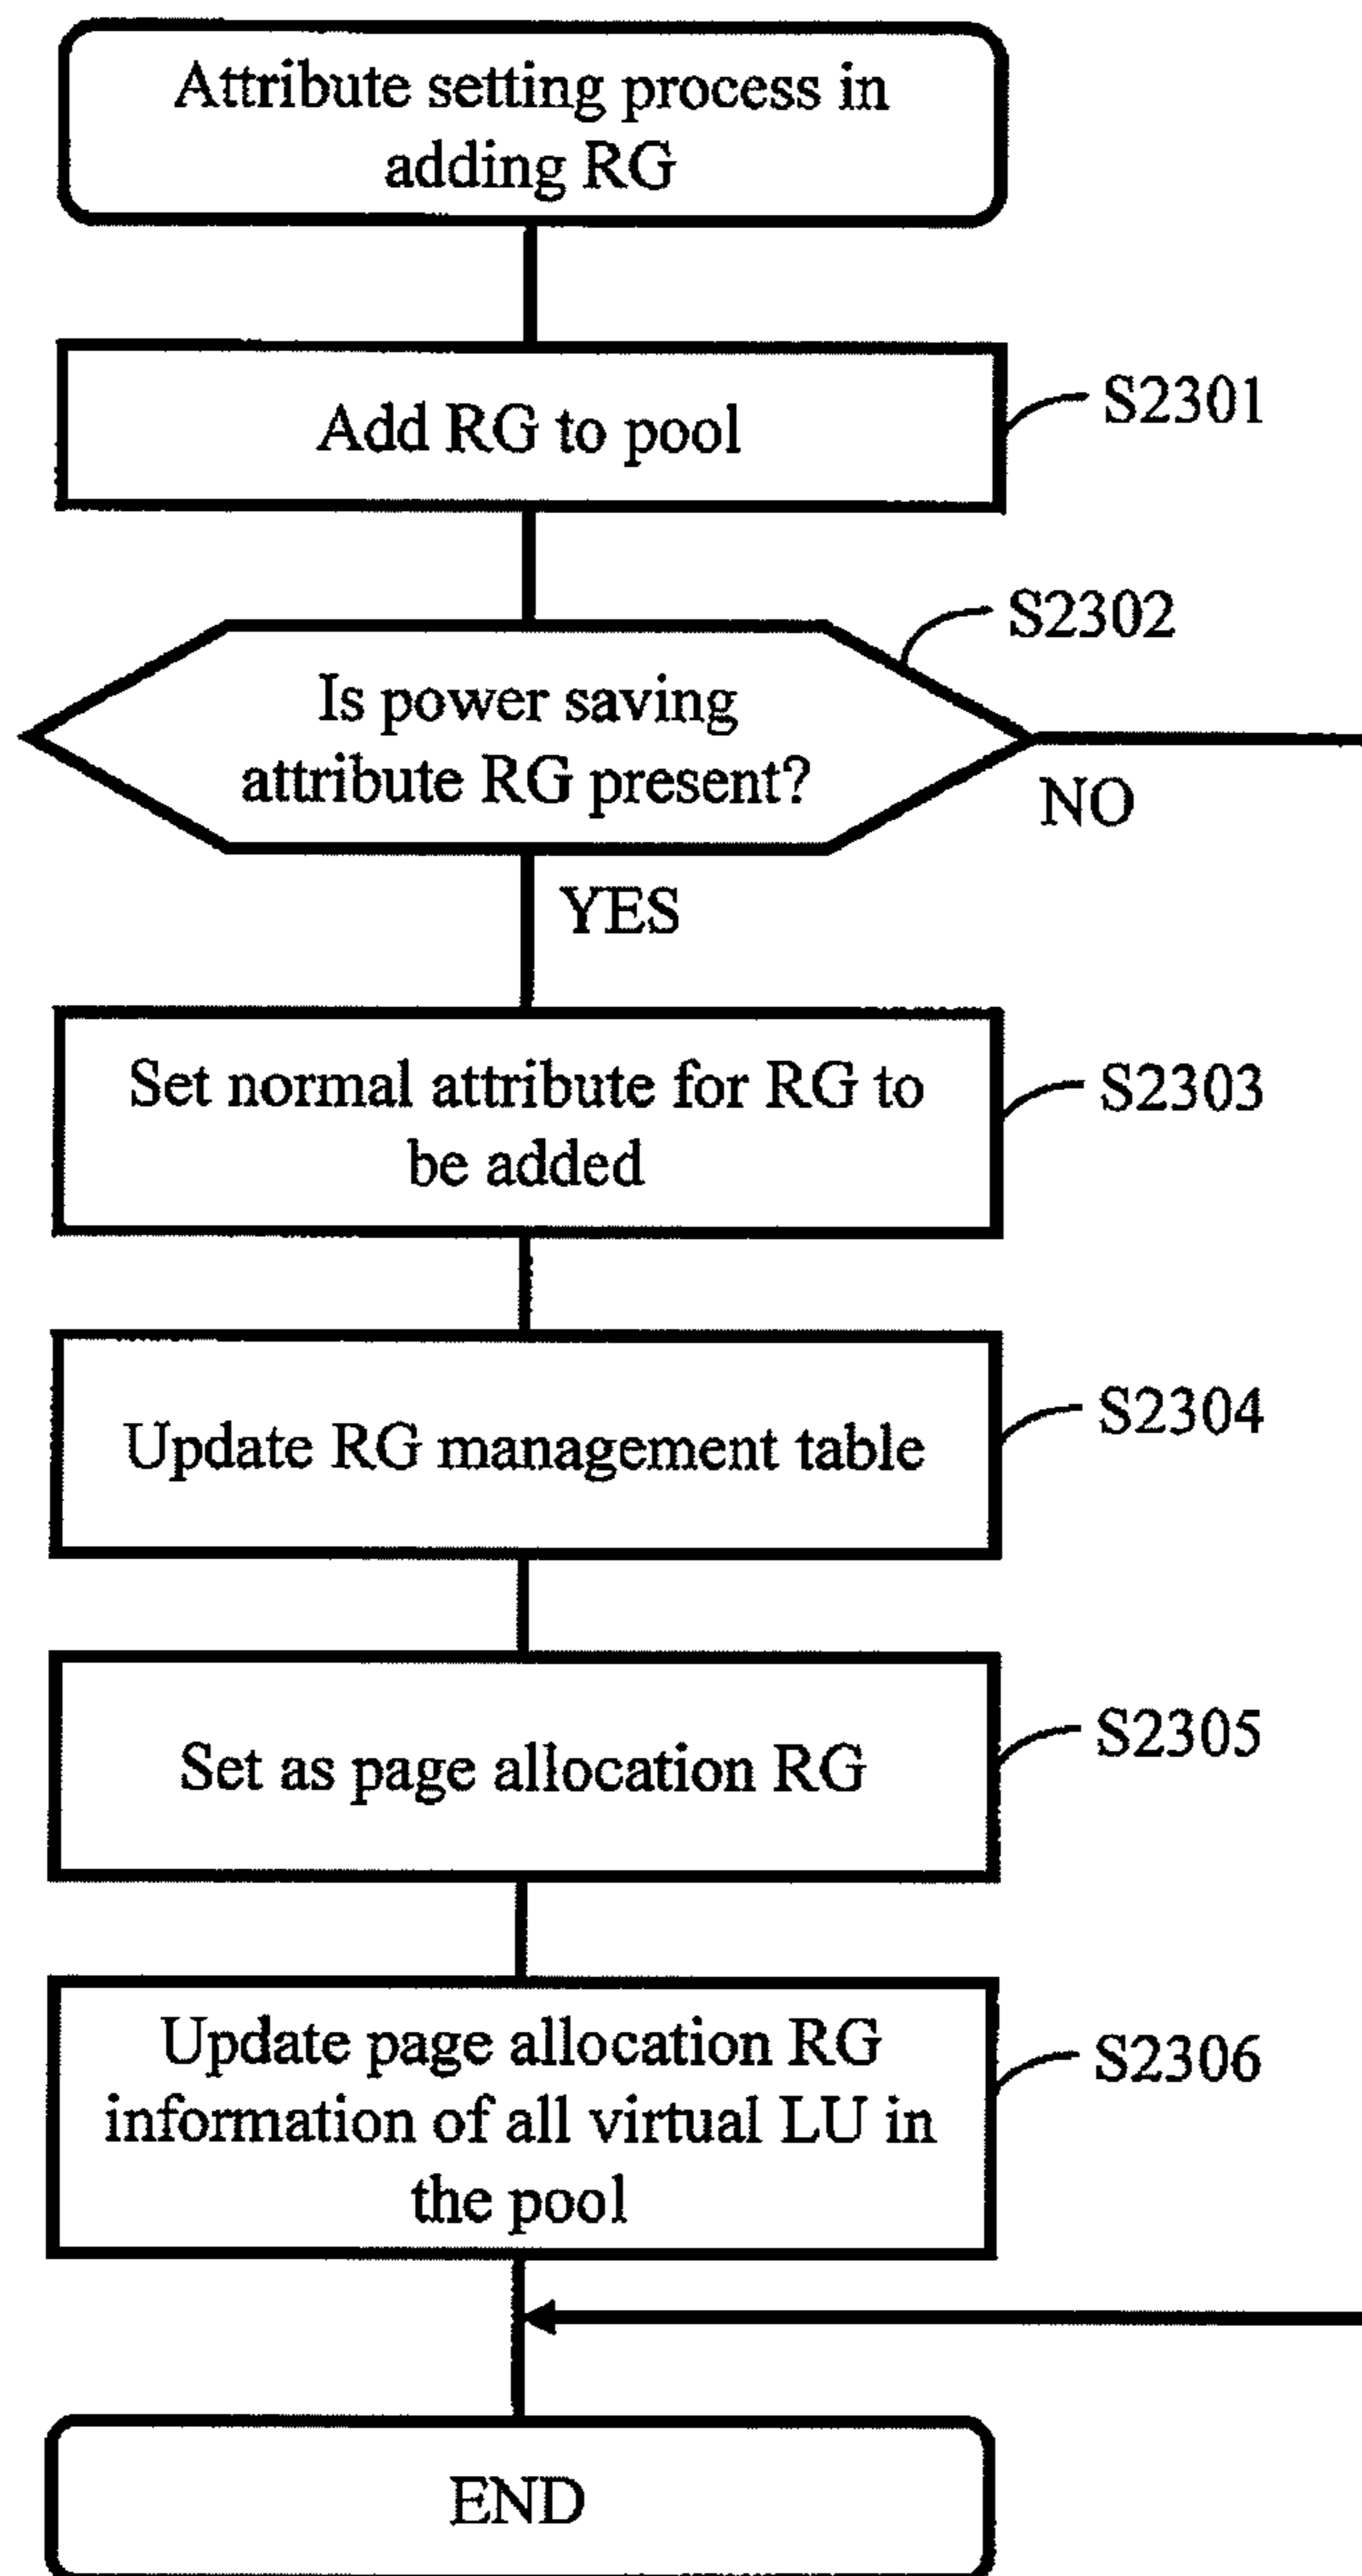 Attribute setting process in
adding RG
Add RG to pool
S2301
S2302
Is power saving
attribute RG present?
NO
YES
Set normal attribute for RG to
be added
S2303
Update RG management table
S2304
Set as page allocation RG
S2305
Update page allocation RG
information of all virtual LU in
the pool
S2306
END